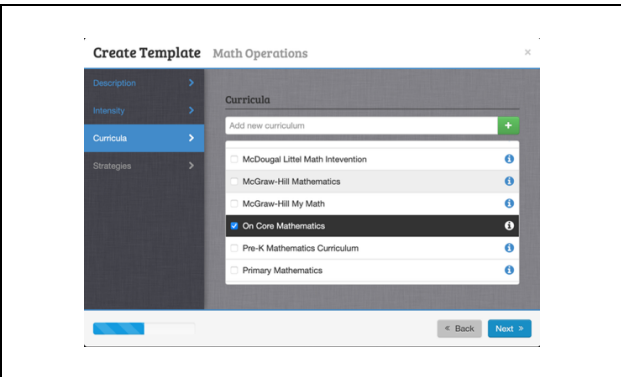 Create Template Math Operations ×
Description
Intensity
Curricula
Strategies
Curricula
Add new curriculum +
McDougal Littel Math Intevention
McGraw-Hill Mathematics
McGraw-Hill My Math
On Core Mathematics
Pre-K Mathematics Curriculum
Primary Mathematics
« Back Next »